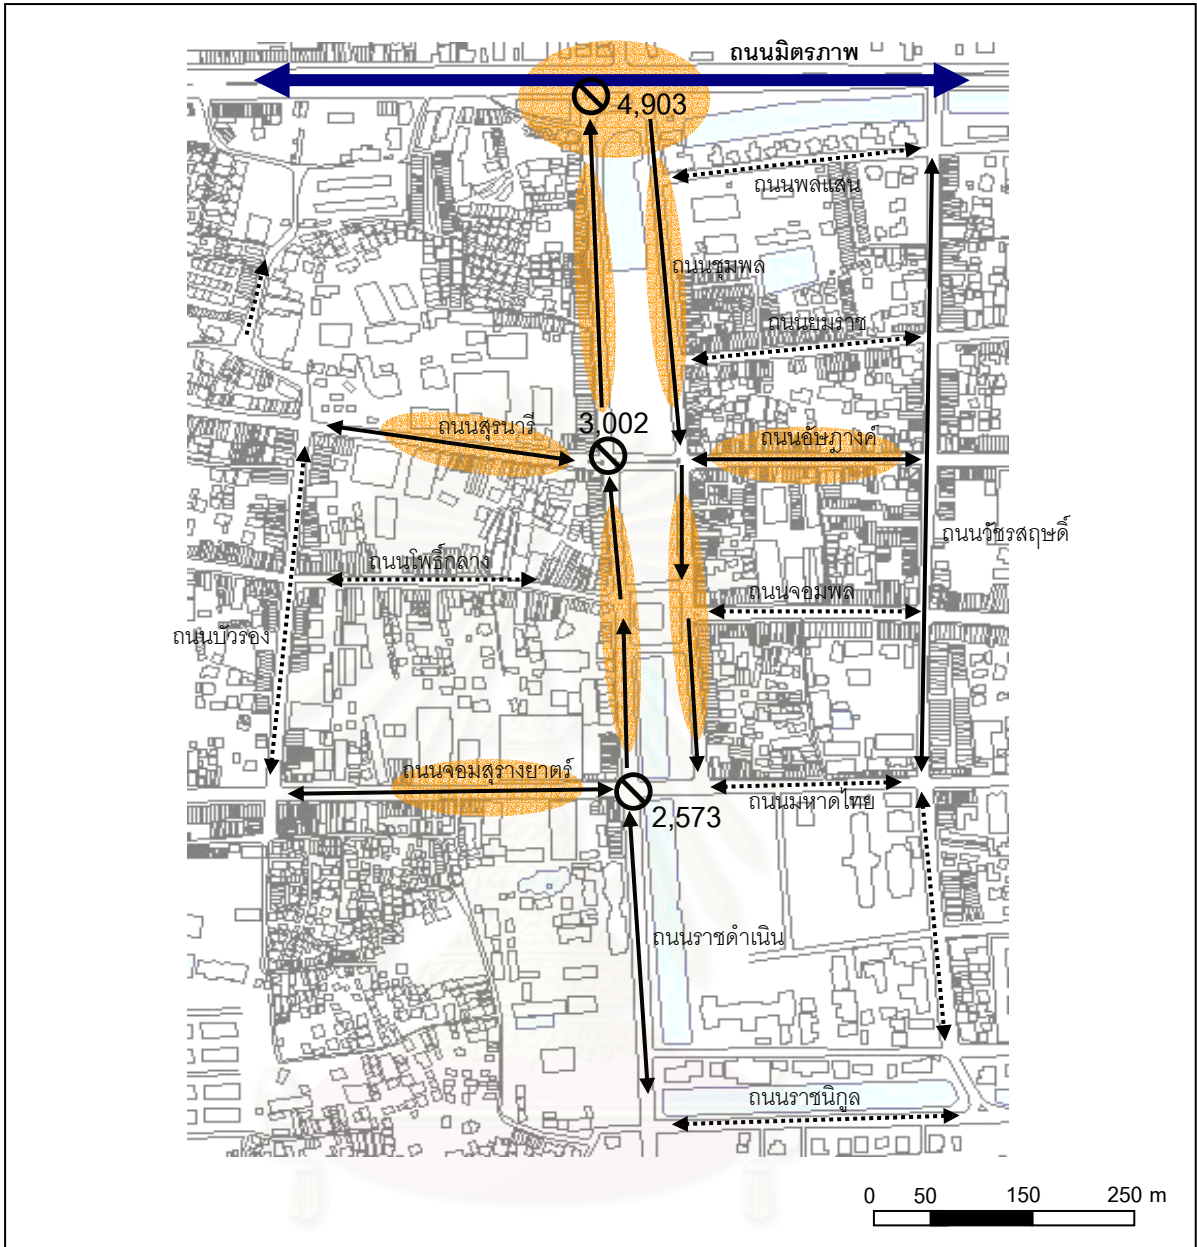 ถนนมิตรภาพ
4,903
ถนนพลแสน
ถนนชุมพล
ถนนยมราช
3,002
ถนนสุรนารี
ถนนอัษฎางค์
ถนนวัชรสฤษดิ์
ถนนโพธิ์กลาง
ถนนจอมพล
ถนนบัวรอง
ถนนจอมสุรางยาตร์
ถนนมหาดไทย
2,573
ถนนราชดำเนิน
ถนนราชนิกูล
0 50 150 250 m